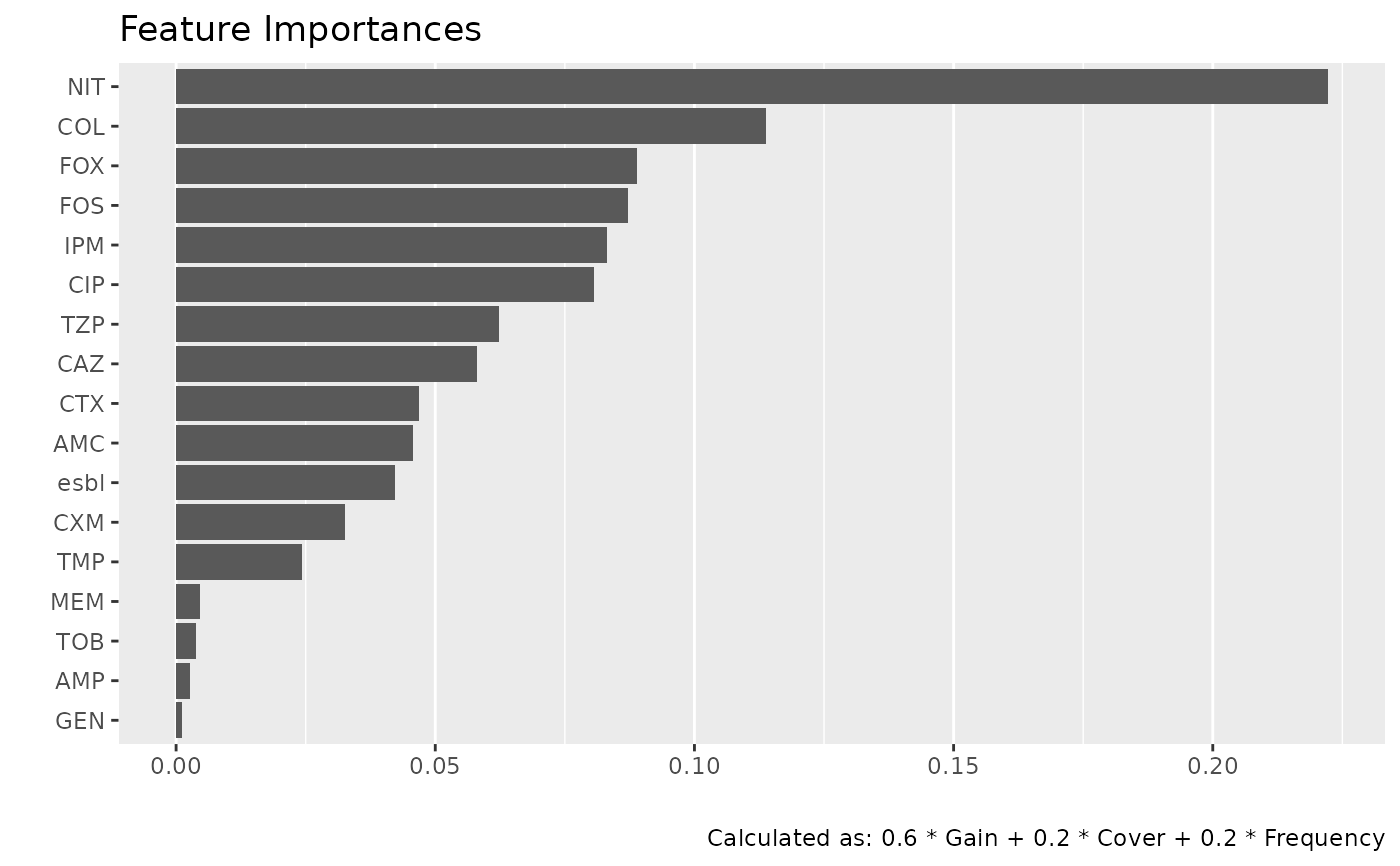 Feature Importances
NIT
COL
FOX
FOS
IPM
CIP
TZP
CAZ
CTX
AMC
esbl
CXM
TMP
MEM
TOB
AMP
GEN
0.00 0.05 0.10 0.15 0.20
Calculated as: 0.6 * Gain + 0.2 * Cover + 0.2 * Frequency